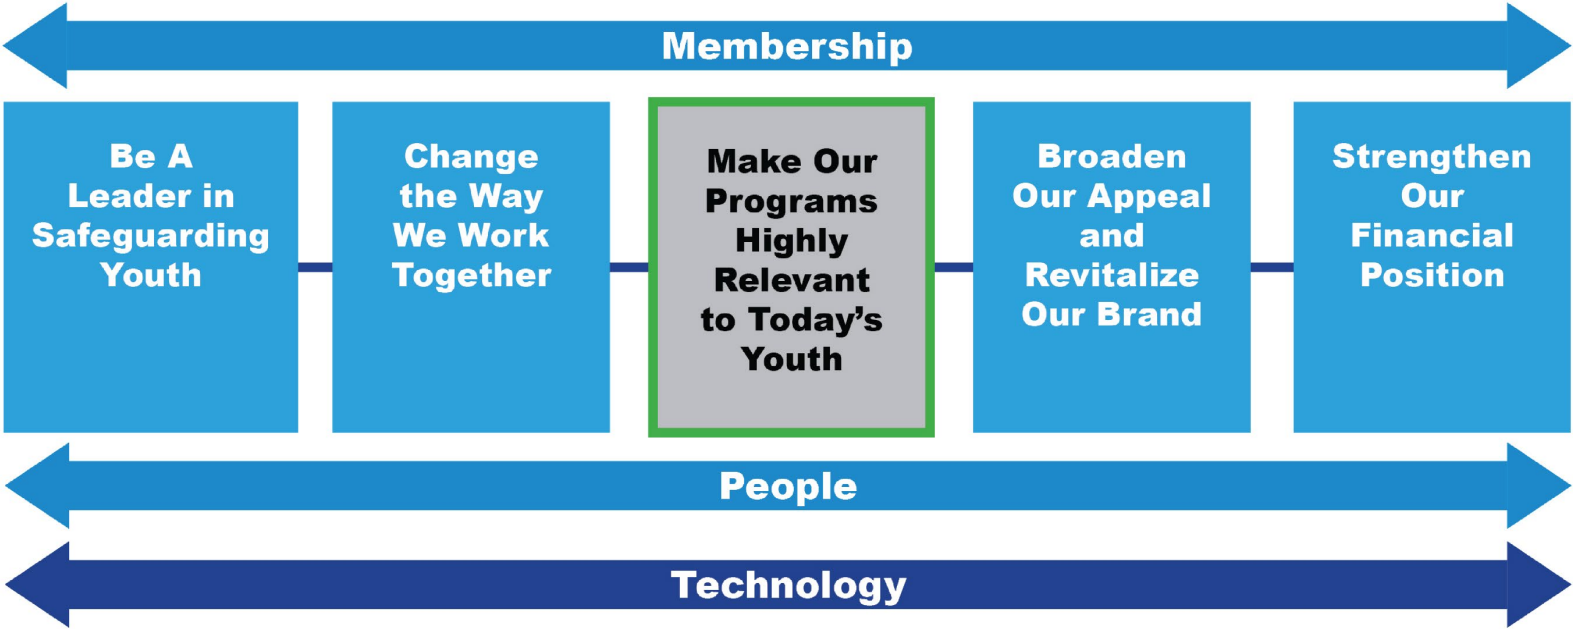 Membership
Be A
Leader in
Safeguarding
Youth
Change
the Way
We Work
Together
Make Our
Programs
Highly
Relevant
to Today’s
Youth
Broaden
Our Appeal
and
Revitalize
Our Brand
Strengthen
Our
Financial
Position
People
Technology